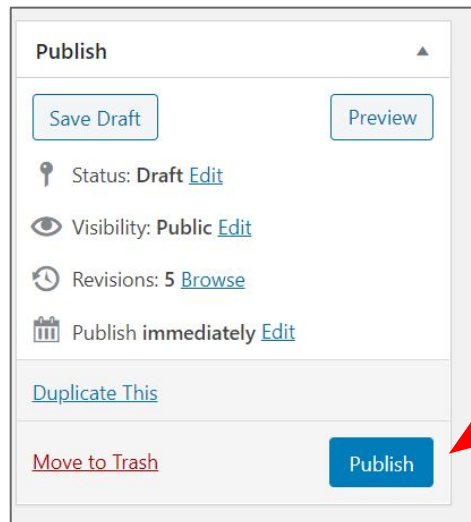 Publish
Save Draft Preview
Status: Draft Edit
Visibility: Public Edit
Revisions: 5 Browse
Publish immediately Edit
Duplicate This
Move to Trash Publish